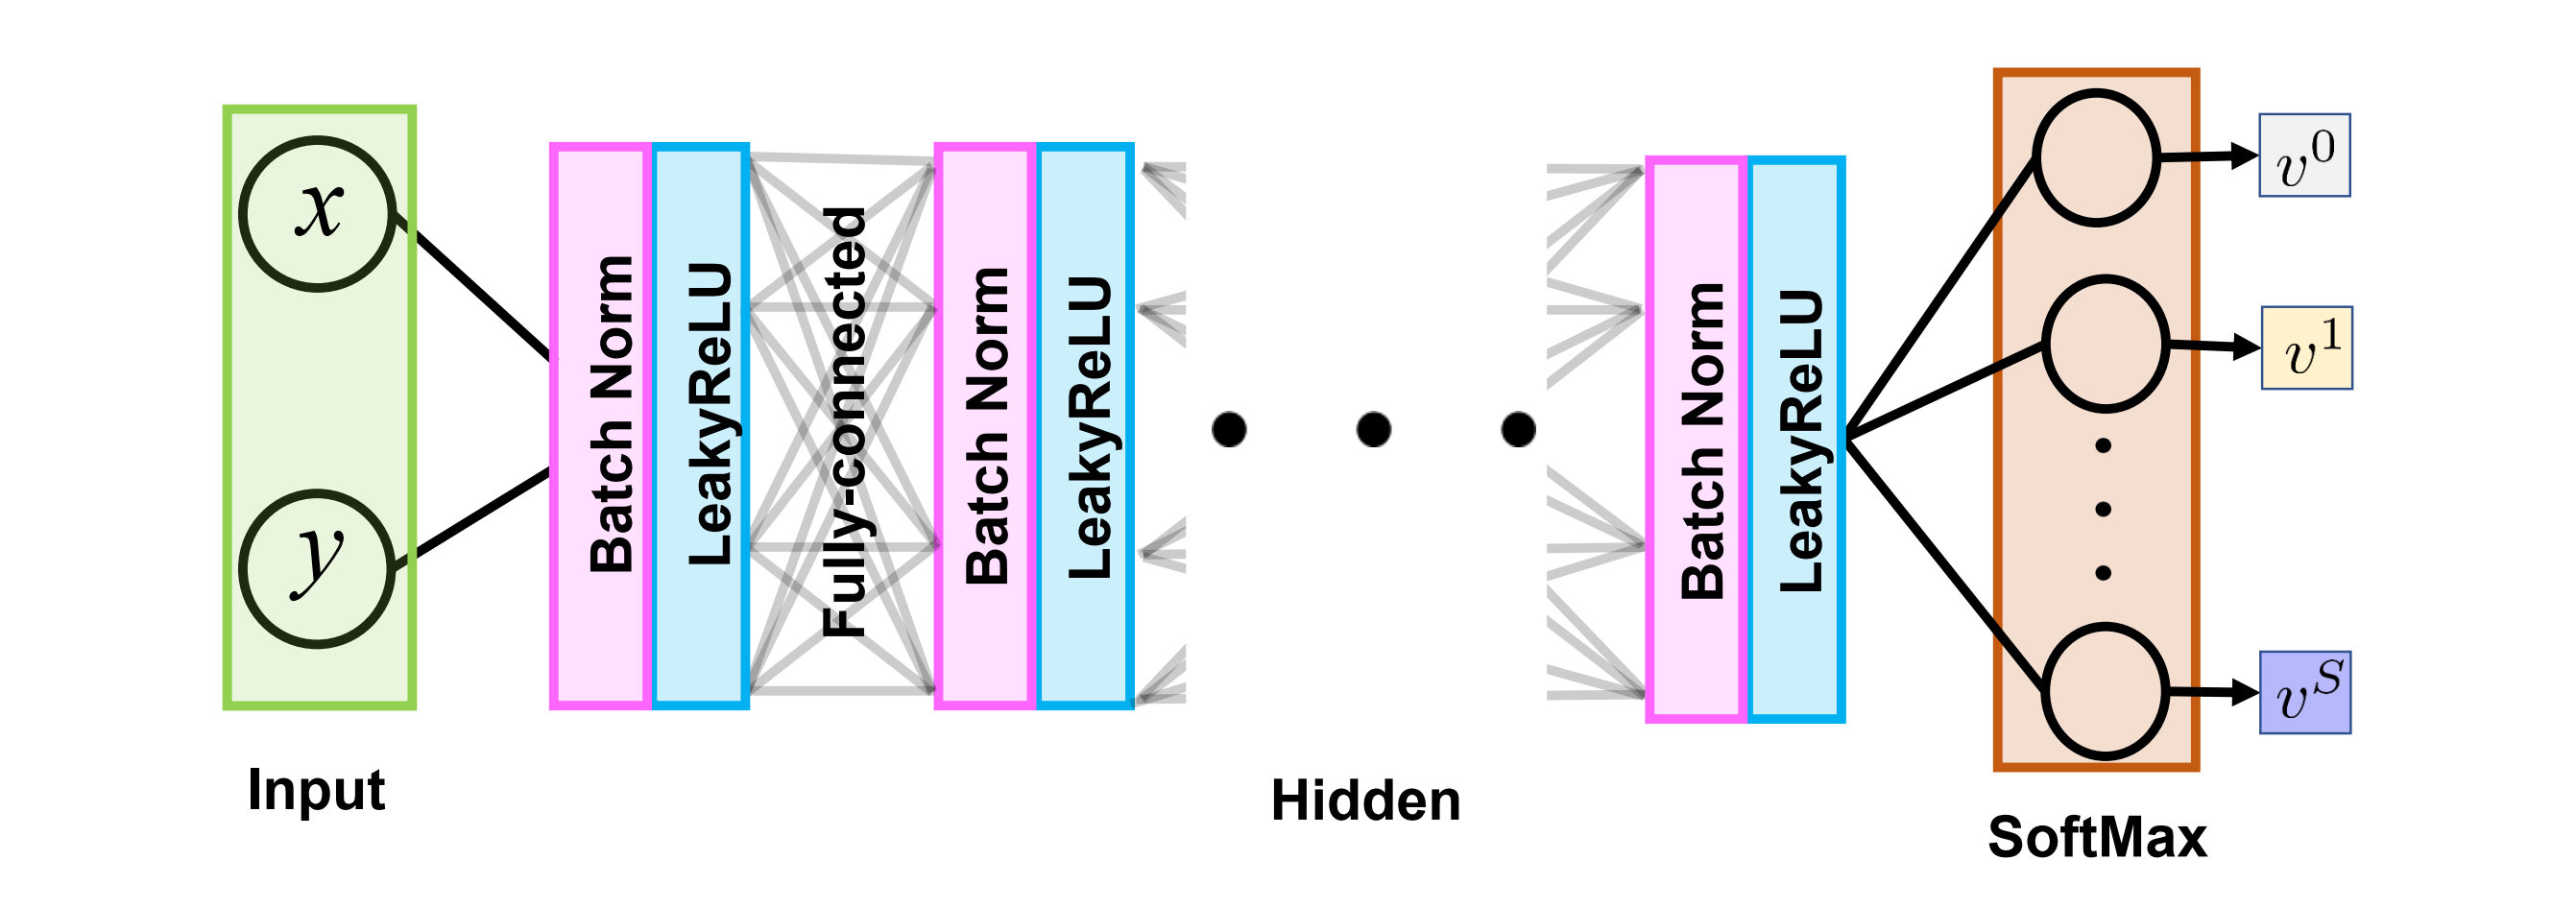 x
y
Input
Batch Norm
LeakyReLU
Fully-connected
Batch Norm
LeakyReLU
Hidden
Batch Norm
LeakyReLU
SoftMax
v^0
v^1
v^S